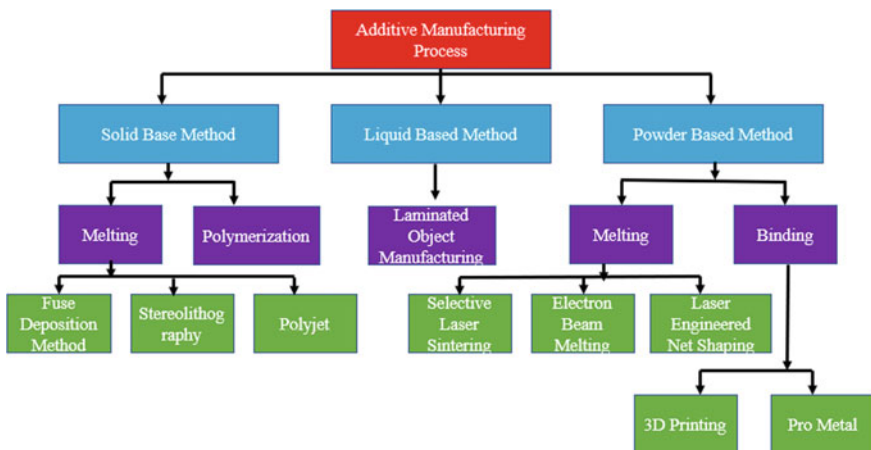 Additive Manufacturing
Process
Solid Base Method
Liquid Based Method
Powder Based Method
Melting
Polymerization
Laminated
Object
Manufacturing
Melting
Binding
Fuse
Deposition
Method
Stereolithog
raphy
Polyjet
Selective
Laser
Sintering
Electron
Beam
Melting
Laser
Engineered
Net Shaping
3D Printing
Pro Metal